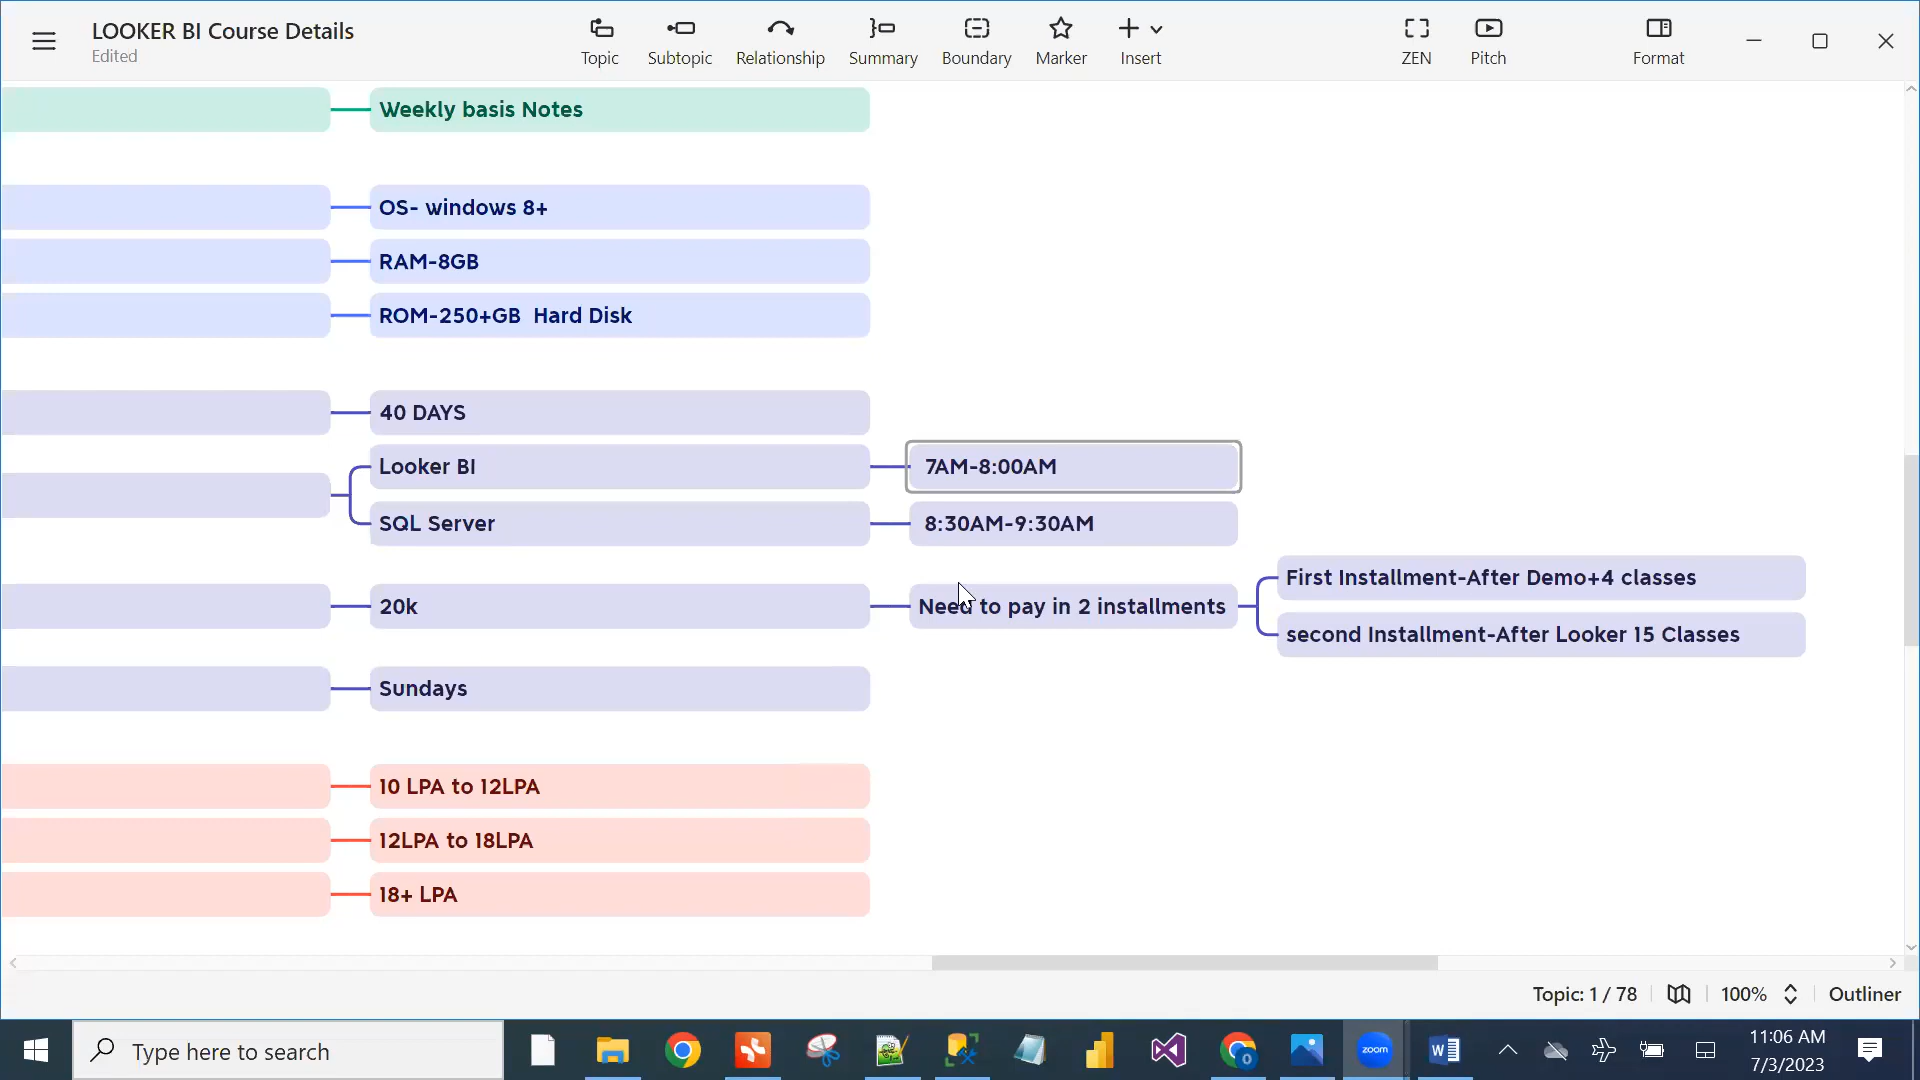 LOOKER BI Course Details
Edited
Topic
Subtopic
Relationship
Summary
Boundary
Marker
Insert
ZEN
Pitch
Format
Weekly basis Notes
OS- windows 8+
RAM-8GB
ROM-250+GB  Hard Disk
40 DAYS
Looker BI
7AM-8:00AM
SQL Server
8:30AM-9:30AM
20k
Need to pay in 2 installments
First Installment-After Demo+4 classes
second Installment-After Looker 15 Classes
Sundays
10 LPA to 12LPA
12LPA to 18LPA
18+ LPA
Topic: 1 / 78
100%
Outliner
Type here to search
zoom
11:06 AM
7/3/2023